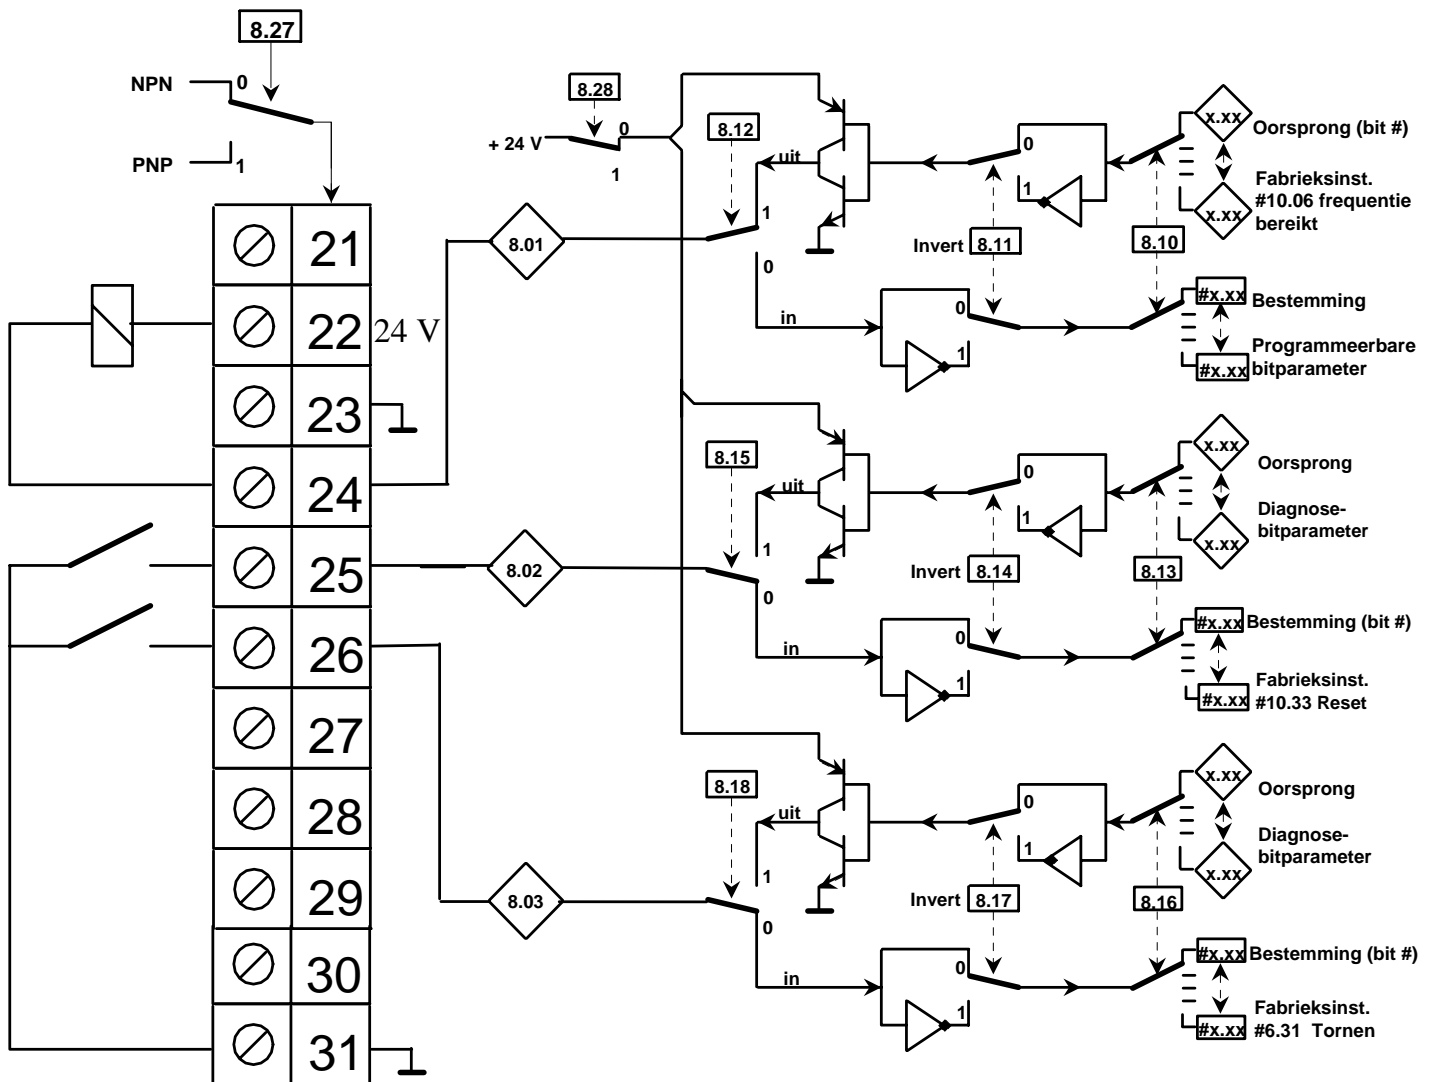 8.27
NPN
0
PNP
1
21
22
24 V
23
24
25
26
27
28
29
30
31
8.28
+ 24 V
0
1
8.12
uit
1
0
8.01
in
0
1
Invert
8.11
8.10
0
1
x.xx
Oorsprong (bit #)
x.xx
Fabrieksinst.
#10.06 frequentie
bereikt
#x.xx
Bestemming
#x.xx
Programmeerbare
bitparameter
8.15
uit
1
0
8.02
in
0
1
Invert
8.14
8.13
0
1
x.xx
Oorsprong
x.xx
Diagnose-
bitparameter
#x.xx
Bestemming (bit #)
#x.xx
Fabrieksinst.
#10.33 Reset
8.18
uit
1
0
8.03
in
0
1
Invert
8.17
8.16
0
1
x.xx
Oorsprong
x.xx
Diagnose-
bitparameter
#x.xx
Bestemming (bit #)
#x.xx
Fabrieksinst.
#6.31 Tornen